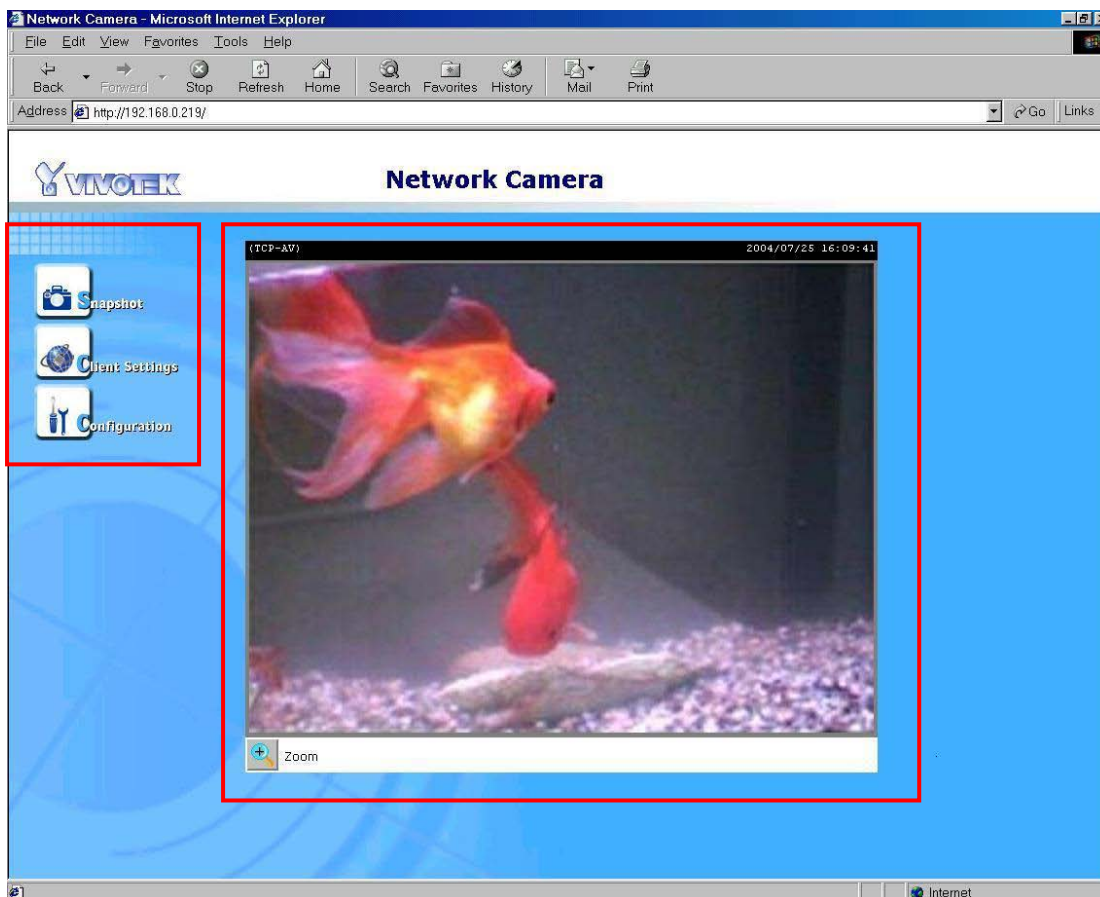 Network Camera - Microsoft Internet Explorer
File Edit View Favorites Tools Help
Back Forward Stop Refresh Home Search Favorites History Mail Print
Address http://192.168.0.219/ Go Links
VIVOTEK
Network Camera
(TCP-AV) 2004/07/25 16:09:41
Snapshot
Client Settings
Configuration
Zoom
Internet